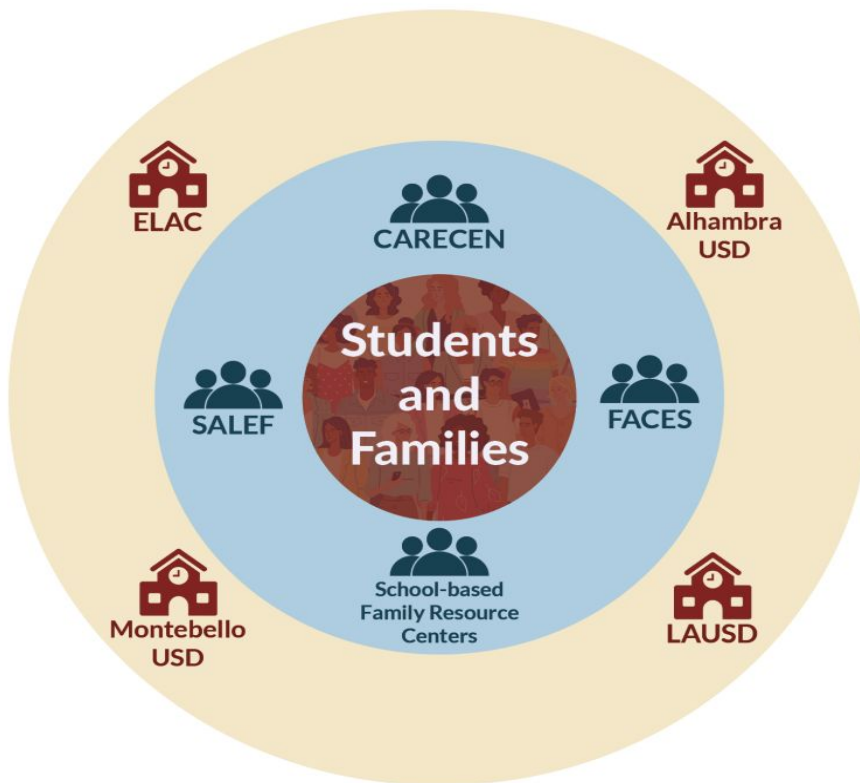 ELAC
Alhambra
USD
CARECEN
Students
and
Families
SALEF
FACES
School-based
Family Resource
Centers
Montebello
USD
LAUSD